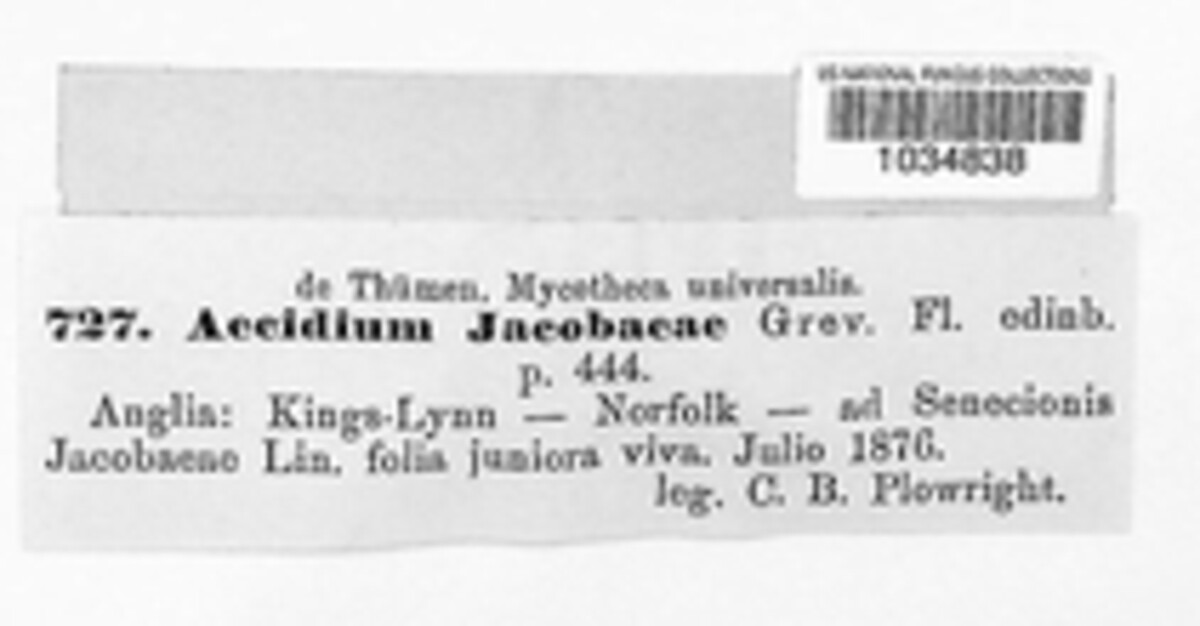 US NATIONAL FUNGUS COLLECTIONS
1034838
de Thümen. Mycotheca universalis.
727. Aecidium Jacobaeae Grev. Fl. edinb.
p. 444.
Anglia: Kings-Lynn — Norfolk — ad Senecionis
Jacobaeae Lin. folia juniora viva. Julio 1876.
leg. C. B. Plowright.